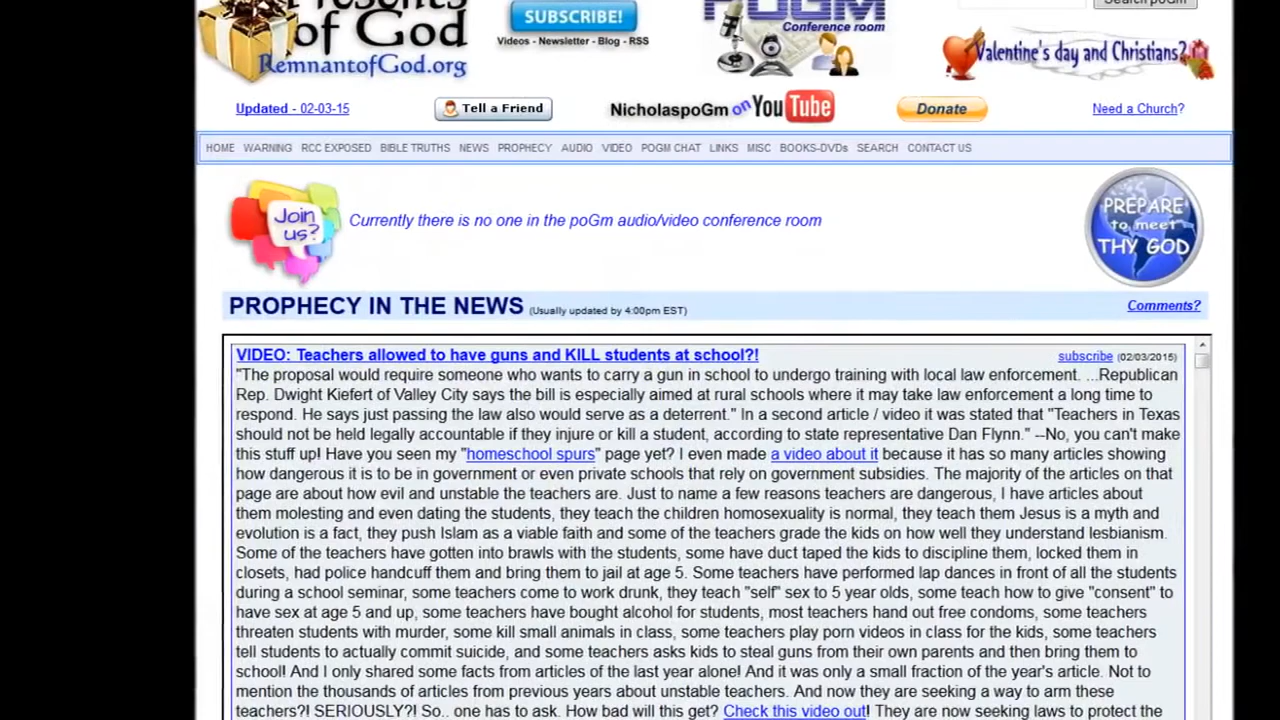 Presents
of God
RemnantofGod.org
SUBSCRIBE!
Videos - Newsletter - Blog - RSS
POGM
Conference room
Search poGm
Valentine's day and Christians?
Updated - 02-03-15
Tell a Friend
NicholaspoGm on YouTube
Donate
Need a Church?
HOME WARNING RCC EXPOSED BIBLE TRUTHS NEWS PROPHECY AUDIO VIDEO POGM CHAT LINKS MISC BOOKS-DVDs SEARCH CONTACT US
Join us?
Currently there is no one in the poGm audio/video conference room
PREPARE
to meet
THY GOD
PROPHECY IN THE NEWS (Usually updated by 4:00pm EST) Comments?
VIDEO: Teachers allowed to have guns and KILL students at school?! subscribe (02/03/2015)
"The proposal would require someone who wants to carry a gun in school to undergo training with local law enforcement. ...Republican
Rep. Dwight Kiefert of Valley City says the bill is especially aimed at rural schools where it may take law enforcement a long time to
respond. He says just passing the law also would serve as a deterrent." In a second article / video it was stated that "Teachers in Texas
should not be held legally accountable if they injure or kill a student, according to state representative Dan Flynn." --No, you can't make
this stuff up! Have you seen my "homeschool spurs" page yet? I even made a video about it because it has so many articles showing
how dangerous it is to be in government or even private schools that rely on government subsidies. The majority of the articles on that
page are about how evil and unstable the teachers are. Just to name a few reasons teachers are dangerous, I have articles about
them molesting and even dating the students, they teach the children homosexuality is normal, they teach them Jesus is a myth and
evolution is a fact, they push Islam as a viable faith and some of the teachers grade the kids on how well they understand lesbianism.
Some of the teachers have gotten into brawls with the students, some have duct taped the kids to discipline them, locked them in
closets, had police handcuff them and bring them to jail at age 5. Some teachers have performed lap dances in front of all the students
during a school seminar, some teachers come to work drunk, they teach "self" sex to 5 year olds, some teach how to give "consent" to
have sex at age 5 and up, some teachers have bought alcohol for students, most teachers hand out free condoms, some teachers
threaten students with murder, some kill small animals in class, some teachers play porn videos in class for the kids, some teachers
tell students to actually commit suicide, and some teachers asks kids to steal guns from their own parents and then bring them to
school! And I only shared some facts from articles of the last year alone! And it was only a small fraction of the year's article. Not to
mention the thousands of articles from previous years about unstable teachers. And now they are seeking a way to arm these
teachers?! SERIOUSLY?! So.. one has to ask. How bad will this get? Check this video out! They are now seeking laws to protect the